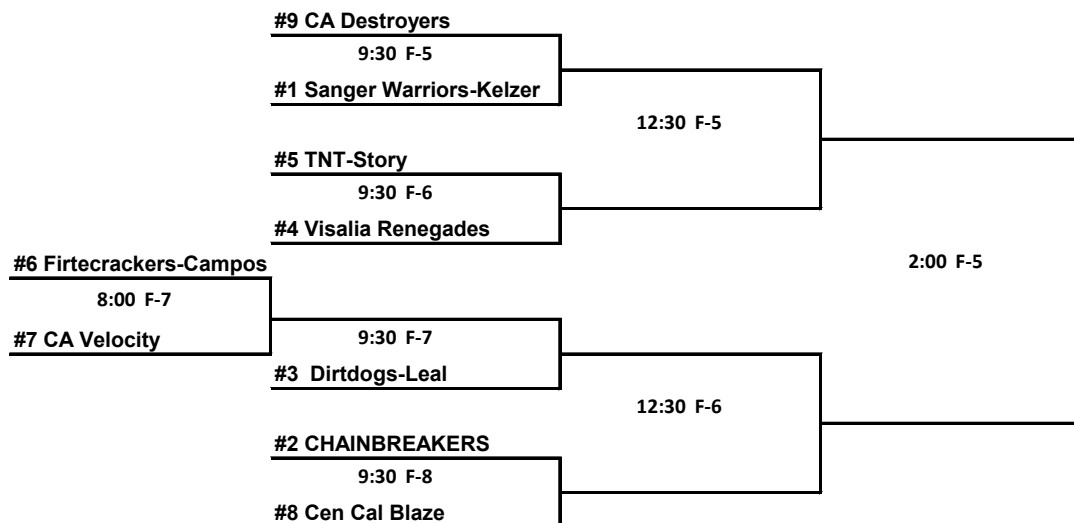 #9 CA Destroyers
9:30 F-5
#1 Sanger Warriors-Kelzer
12:30 F-5
#5 TNT-Story
9:30 F-6
#4 Visalia Renegades
#6 Firtecrackers-Campos
2:00 F-5
8:00 F-7
#7 CA Velocity
9:30 F-7
#3 Dirtdogs-Leal
12:30 F-6
#2 CHAINBREAKERS
9:30 F-8
#8 Cen Cal Blaze